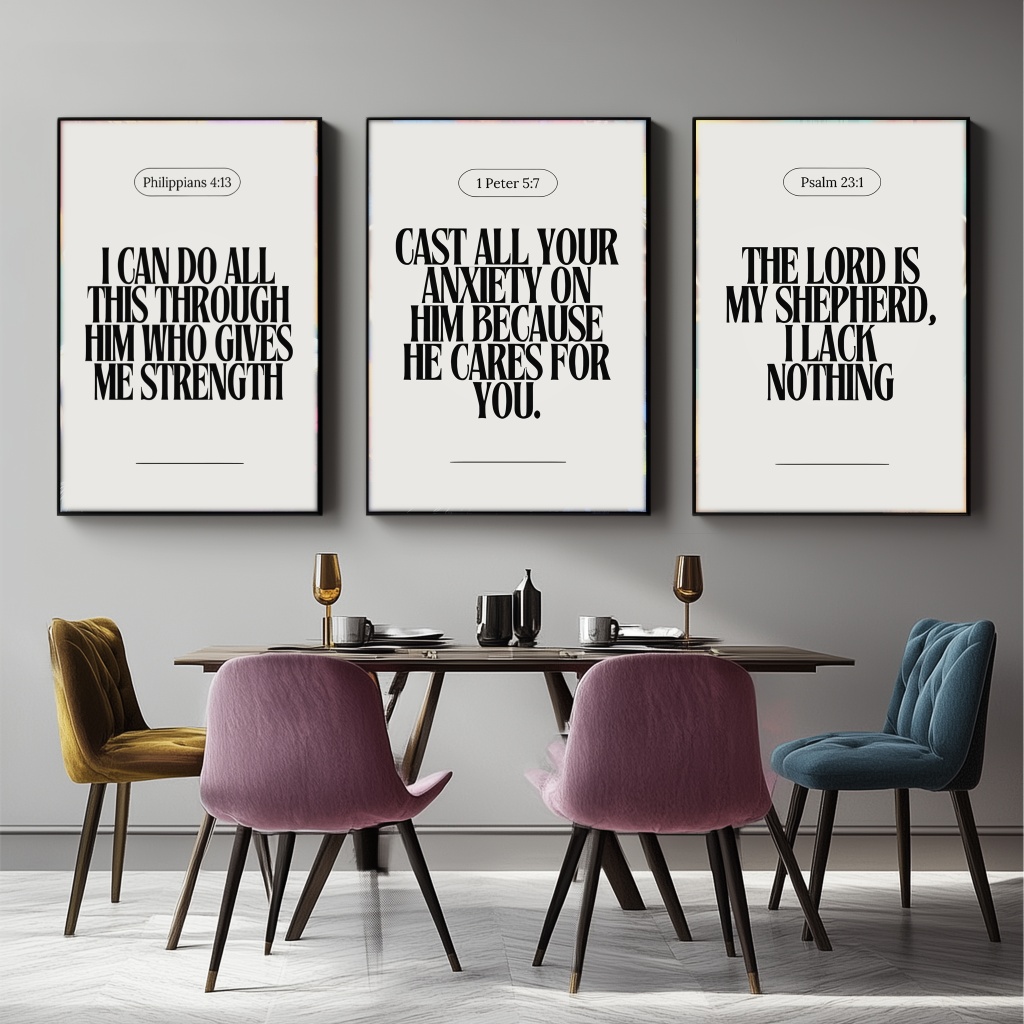 Philippians 4:13
I CAN DO ALL
THIS THROUGH
HIM WHO GIVES
ME STRENGTH
1 Peter 5:7
CAST ALL YOUR
ANXIETY ON
HIM BECAUSE
HE CARES FOR
YOU.
Psalm 23:1
THE LORD IS
MY SHEPHERD,
I LACK
NOTHING